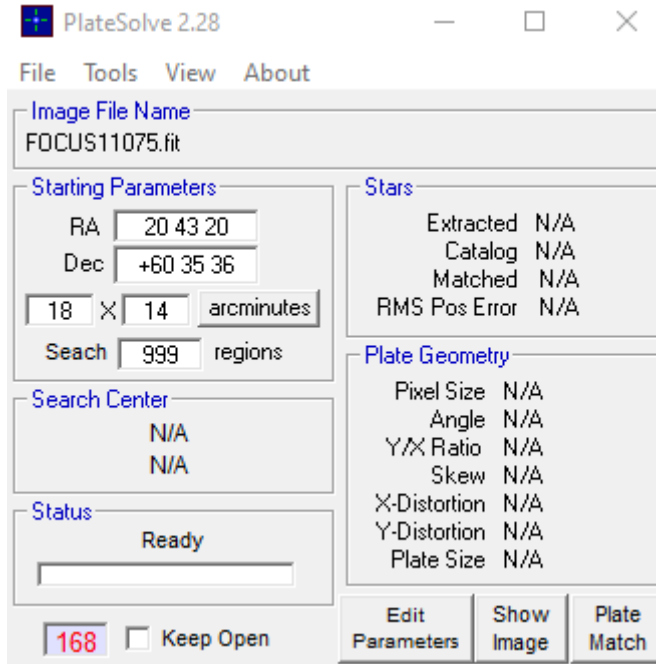 PlateSolve 2.28
File Tools View About
Image File Name
FOCUS11075.fit
Starting Parameters
RA 20 43 20
Dec +60 35 36
18 X 14 arcminutes
Seach 999 regions
Search Center
N/A
N/A
Status
Ready
168 Keep Open
Stars
Extracted N/A
Catalog N/A
Matched N/A
RMS Pos Error N/A
Plate Geometry
Pixel Size N/A
Angle N/A
Y/X Ratio N/A
Skew N/A
X-Distortion N/A
Y-Distortion N/A
Plate Size N/A
Edit Parameters
Show Image
Plate Match